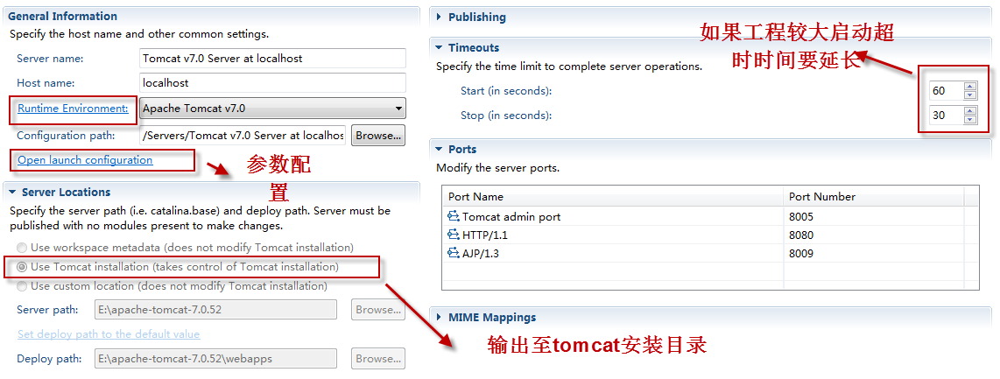 General Information
Specify the host name and other common settings.
Server name: Tomcat v7.0 Server at localhost
Host name: localhost
Runtime Environment: Apache Tomcat v7.0
Configuration path: /Servers/Tomcat v7.0 Server at localhos Browse...
Open launch configuration
参数配
置
Server Locations
Specify the server path (i.e. catalina.base) and deploy path. Server must be
published with no modules present to make changes.
Use workspace metadata (does not modify Tomcat installation)
Use Tomcat installation (takes control of Tomcat installation)
Use custom location (does not modify Tomcat installation)
Server path: E:\apache-tomcat-7.0.52 Browse...
Set deploy path to the default value
Deploy path: E:\apache-tomcat-7.0.52\webapps Browse...
Publishing
Timeouts
如果工程较大启动超
时时间要延长
Specify the time limit to complete server operations.
Start (in seconds): 60
Stop (in seconds): 30
Ports
Modify the server ports.
Port Name Port Number
Tomcat admin port 8005
HTTP/1.1 8080
AJP/1.3 8009
MIME Mappings
输出至tomcat安装目录